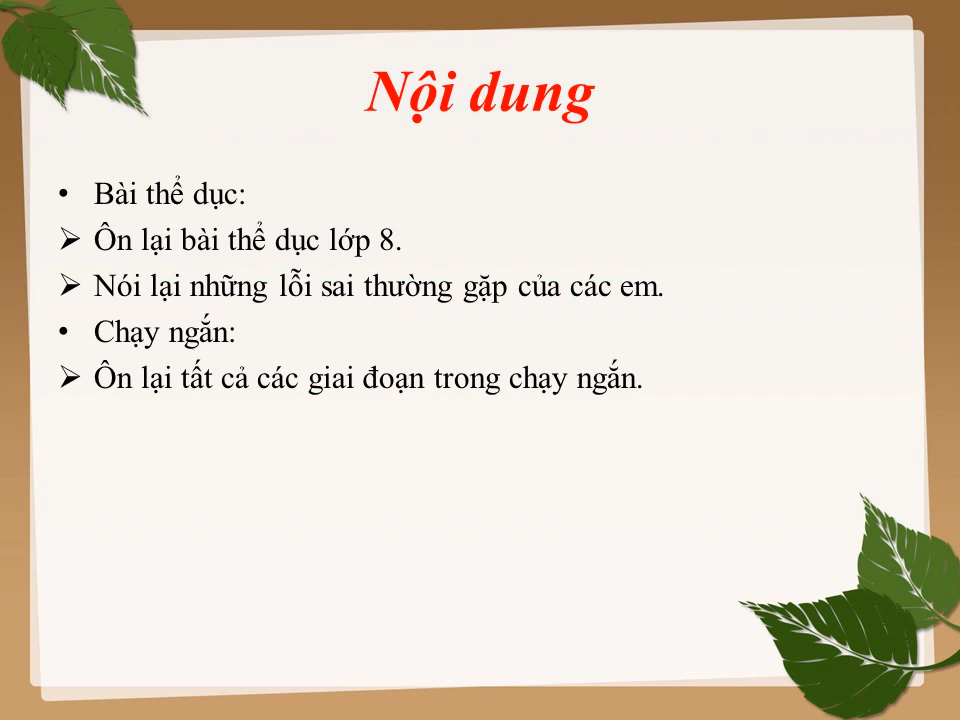 Nội dung
• Bài thể dục:
➢ Ôn lại bài thể dục lớp 8.
➢ Nói lại những lỗi sai thường gặp của các em.
• Chạy ngắn:
➢ Ôn lại tất cả các giai đoạn trong chạy ngắn.